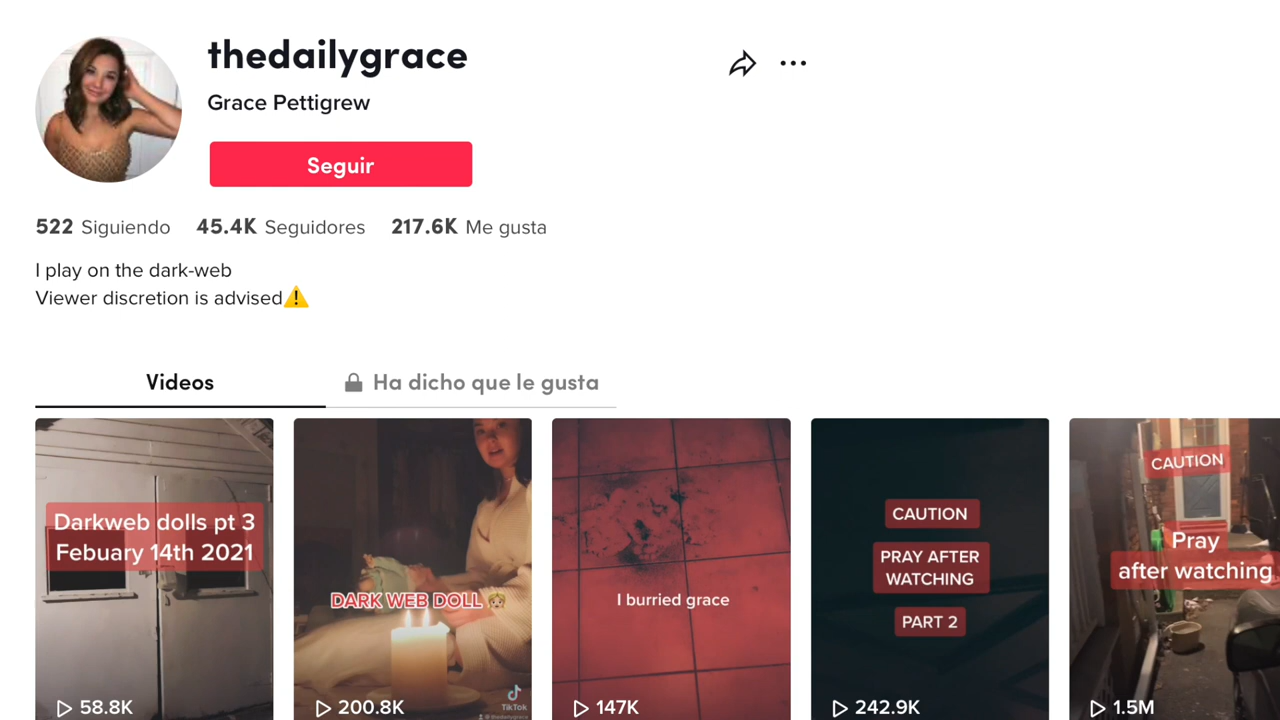 thedailygrace
Grace Pettigrew
Seguir
522 Siguiendo 45.4K Seguidores 217.6K Me gusta
I play on the dark-web
Viewer discretion is advised⚠️
Videos
Ha dicho que le gusta
Darkweb dolls pt 3
Febuary 14th 2021
58.8K
DARK WEB DOLL 👧🏼
TikTok
@thedailygrace
200.8K
I burried grace
147K
CAUTION
PRAY AFTER
WATCHING
PART 2
242.9K
CAUTION
Pray
after watching
1.5M